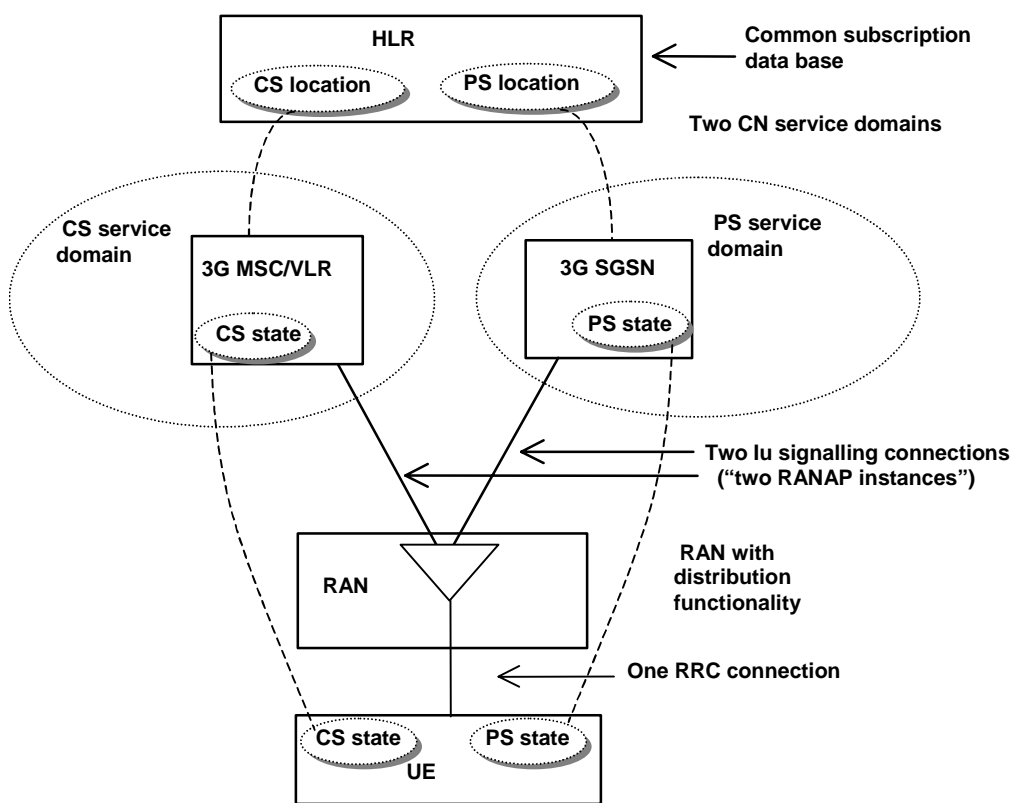 HLR
Common subscription
data base
CS location
PS location
Two CN service domains
CS service
domain
PS service
domain
3G MSC/VLR
3G SGSN
CS state
PS state
Two Iu signalling connections
(“two RANAP instances”)
RAN
RAN with
distribution
functionality
One RRC connection
CS state
PS state
UE